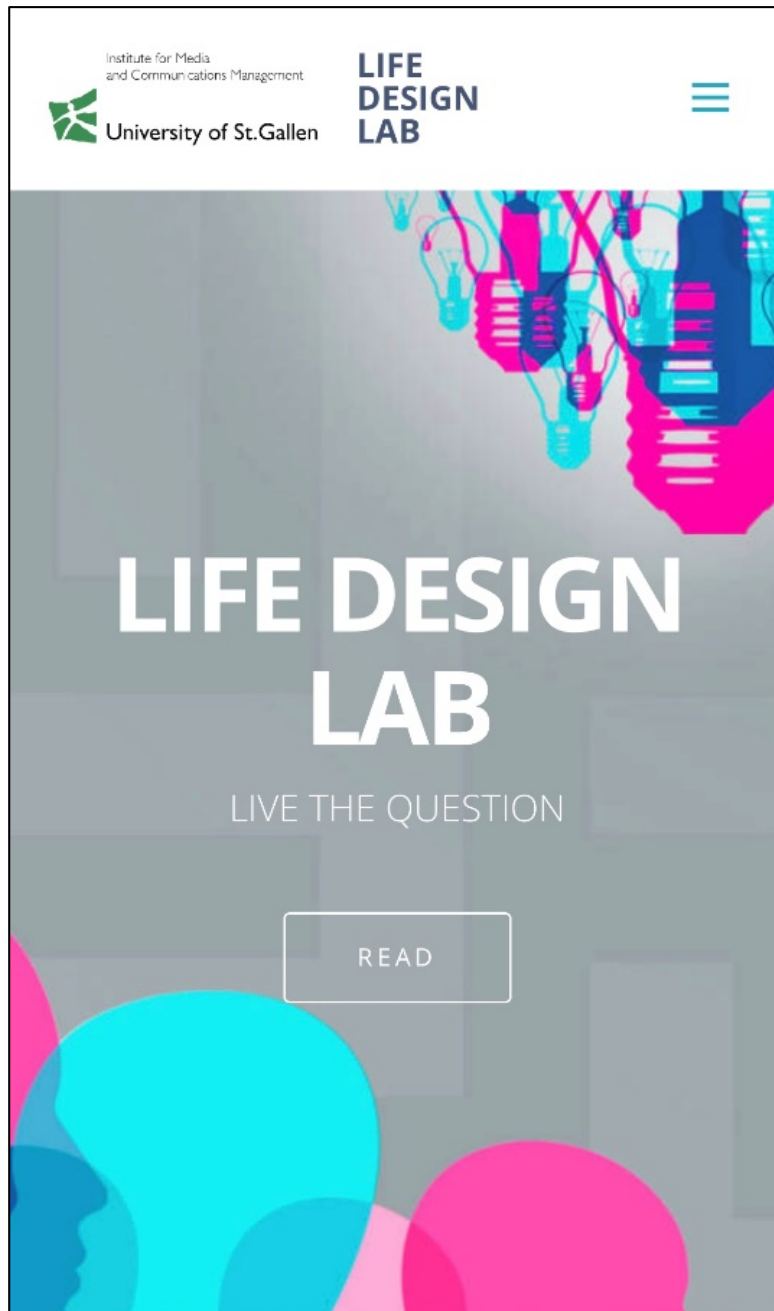 Institute for Media
and Communications Management
University of St.Gallen
LIFE
DESIGN
LAB
LIFE DESIGN
LAB
LIVE THE QUESTION
READ